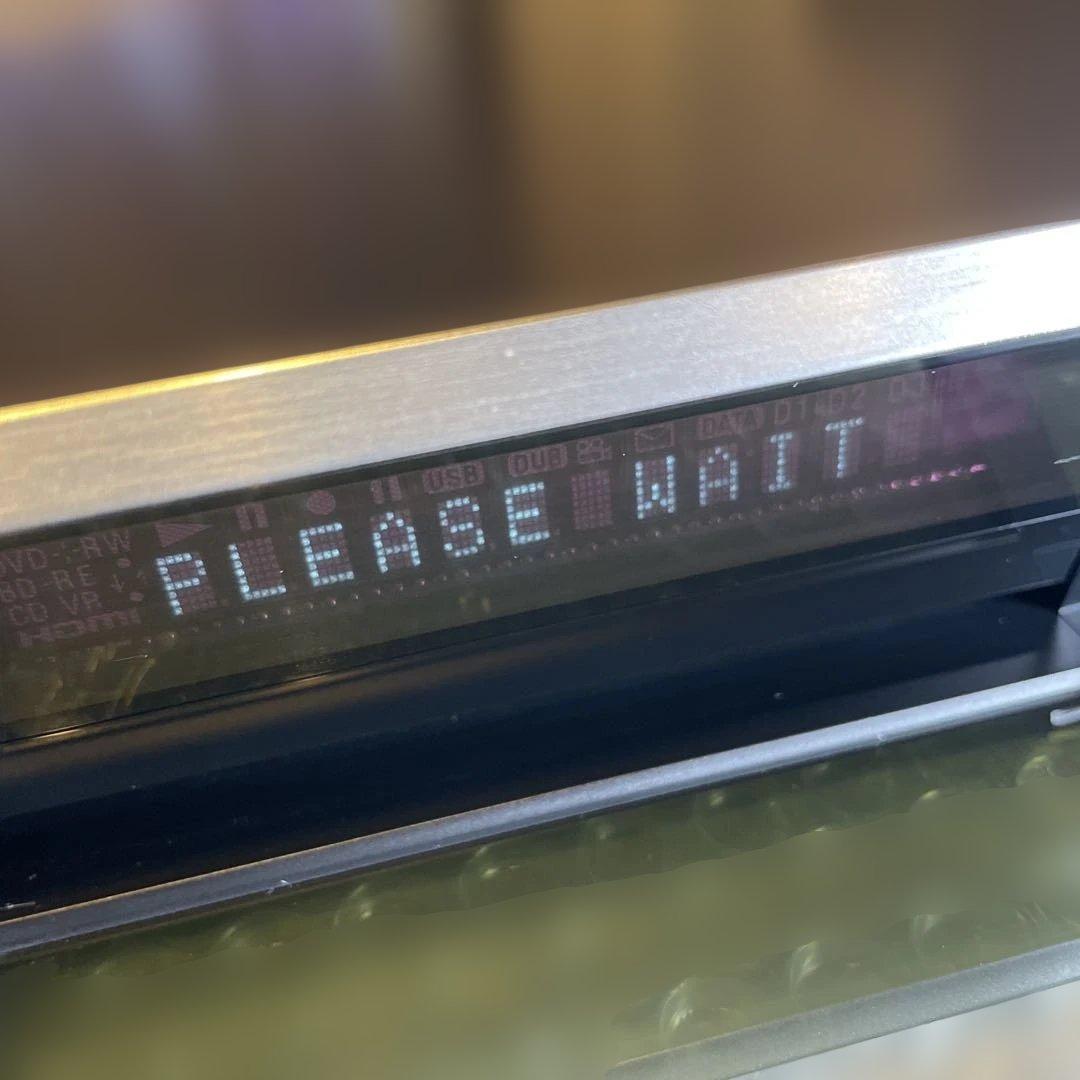 USB DUB DATA D1 D2
DVD-RW
BD-RE
CD VR
HDMI
PLEASE WAIT